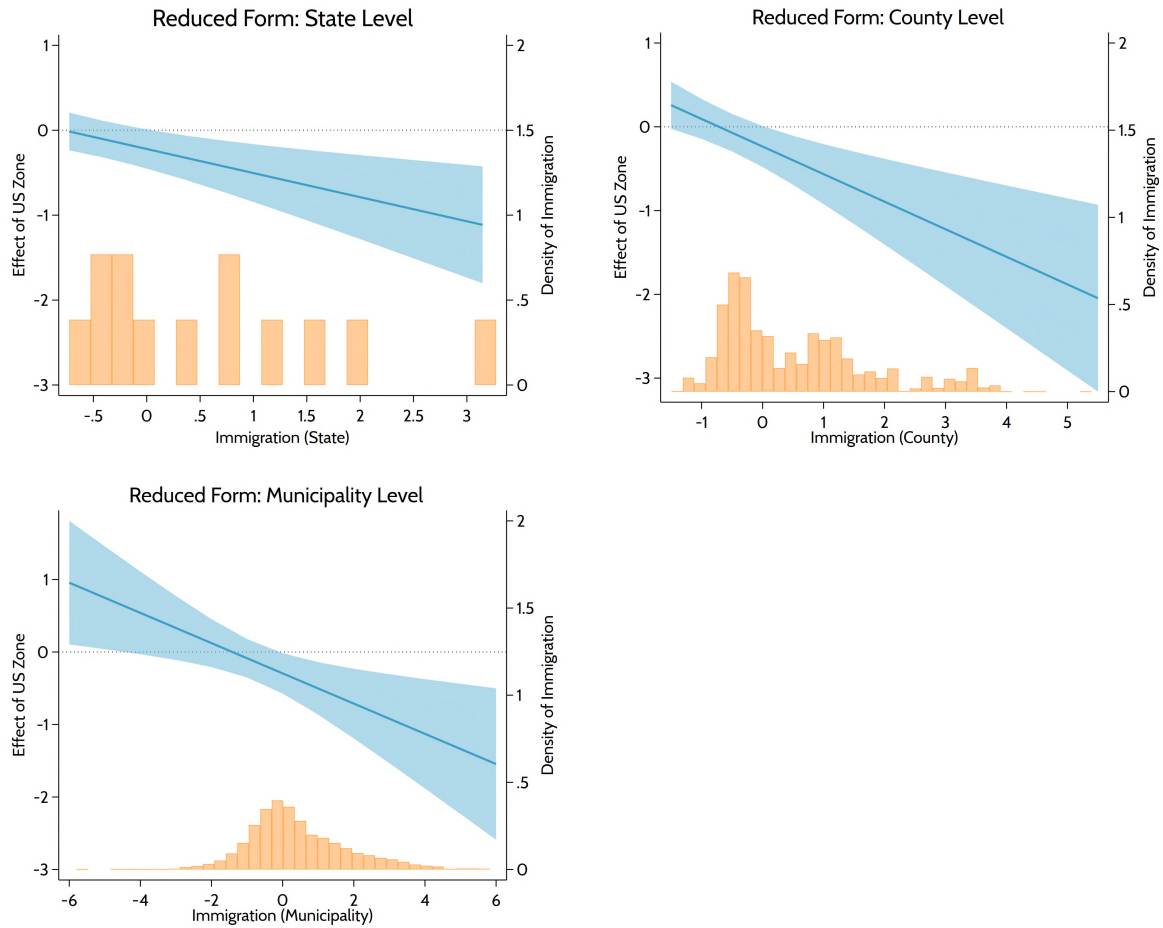 Reduced Form: State Level
1
0
-1
-2
-3
Effect of US Zone
2
1.5
1
.5
0
Density of Immigration
-.5 0 .5 1 1.5 2 2.5 3
Immigration (State)
Reduced Form: County Level
1
0
-1
-2
-3
Effect of US Zone
2
1.5
1
.5
0
Density of Immigration
-1 0 1 2 3 4 5
Immigration (County)
Reduced Form: Municipality Level
1
0
-1
-2
-3
Effect of US Zone
2
1.5
1
.5
0
Density of Immigration
-6 -4 -2 0 2 4 6
Immigration (Municipality)